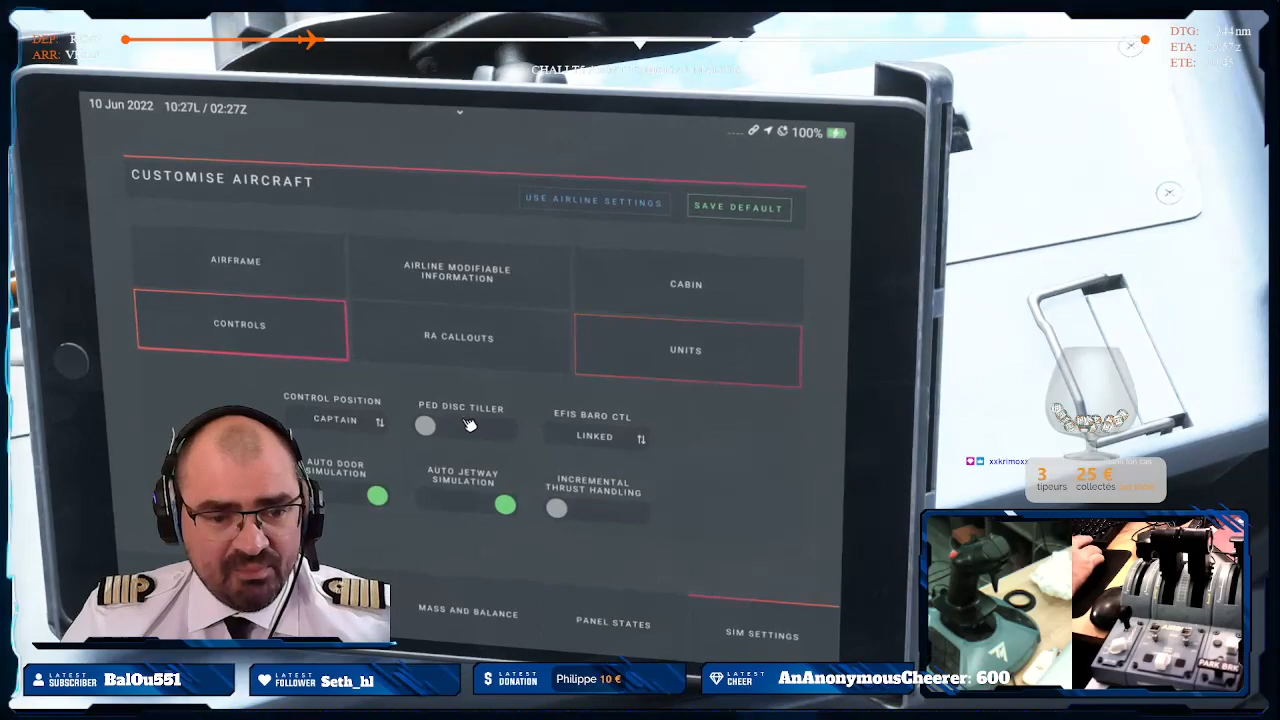 DEP:
ARR:
DTG: 244nm
ETA:
ETE:
10 Jun 2022 10:27L / 02:27Z
100%
CUSTOMISE AIRCRAFT
USE AIRLINE SETTINGS
SAVE DEFAULT
AIRFRAME
AIRLINE MODIFIABLE
INFORMATION
CABIN
CONTROLS
RA CALLOUTS
UNITS
CONTROL POSITION
CAPTAIN
PED DISC TILLER
EFIS BARO CTL
LINKED
AUTO DOOR
SIMULATION
AUTO JETWAY
SIMULATION
INCREMENTAL
THRUST HANDLING
xxkrimoxx
3
tipeurs
25 €
collectés
MASS AND BALANCE
PANEL STATES
SIM SETTINGS
PARK BRK
LATEST
SUBSCRIBER
BalOu551
LATEST
FOLLOWER
Seth_hl
LATEST
DONATION
Philippe 10 €
LATEST
CHEER
AnAnonymousCheerer: 600